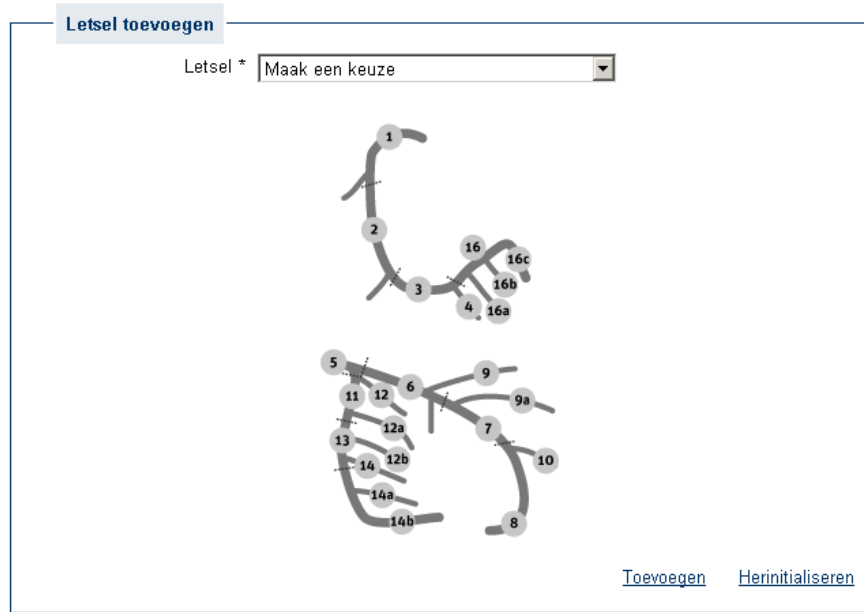 Letsel toevoegen
Letsel * Maak een keuze
1
2
16
16c
16b
3
4
16a
5
9
6
11
12
9a
12a
7
13
12b
10
14
14a
14b
8
Toevoegen Herinitialiseren